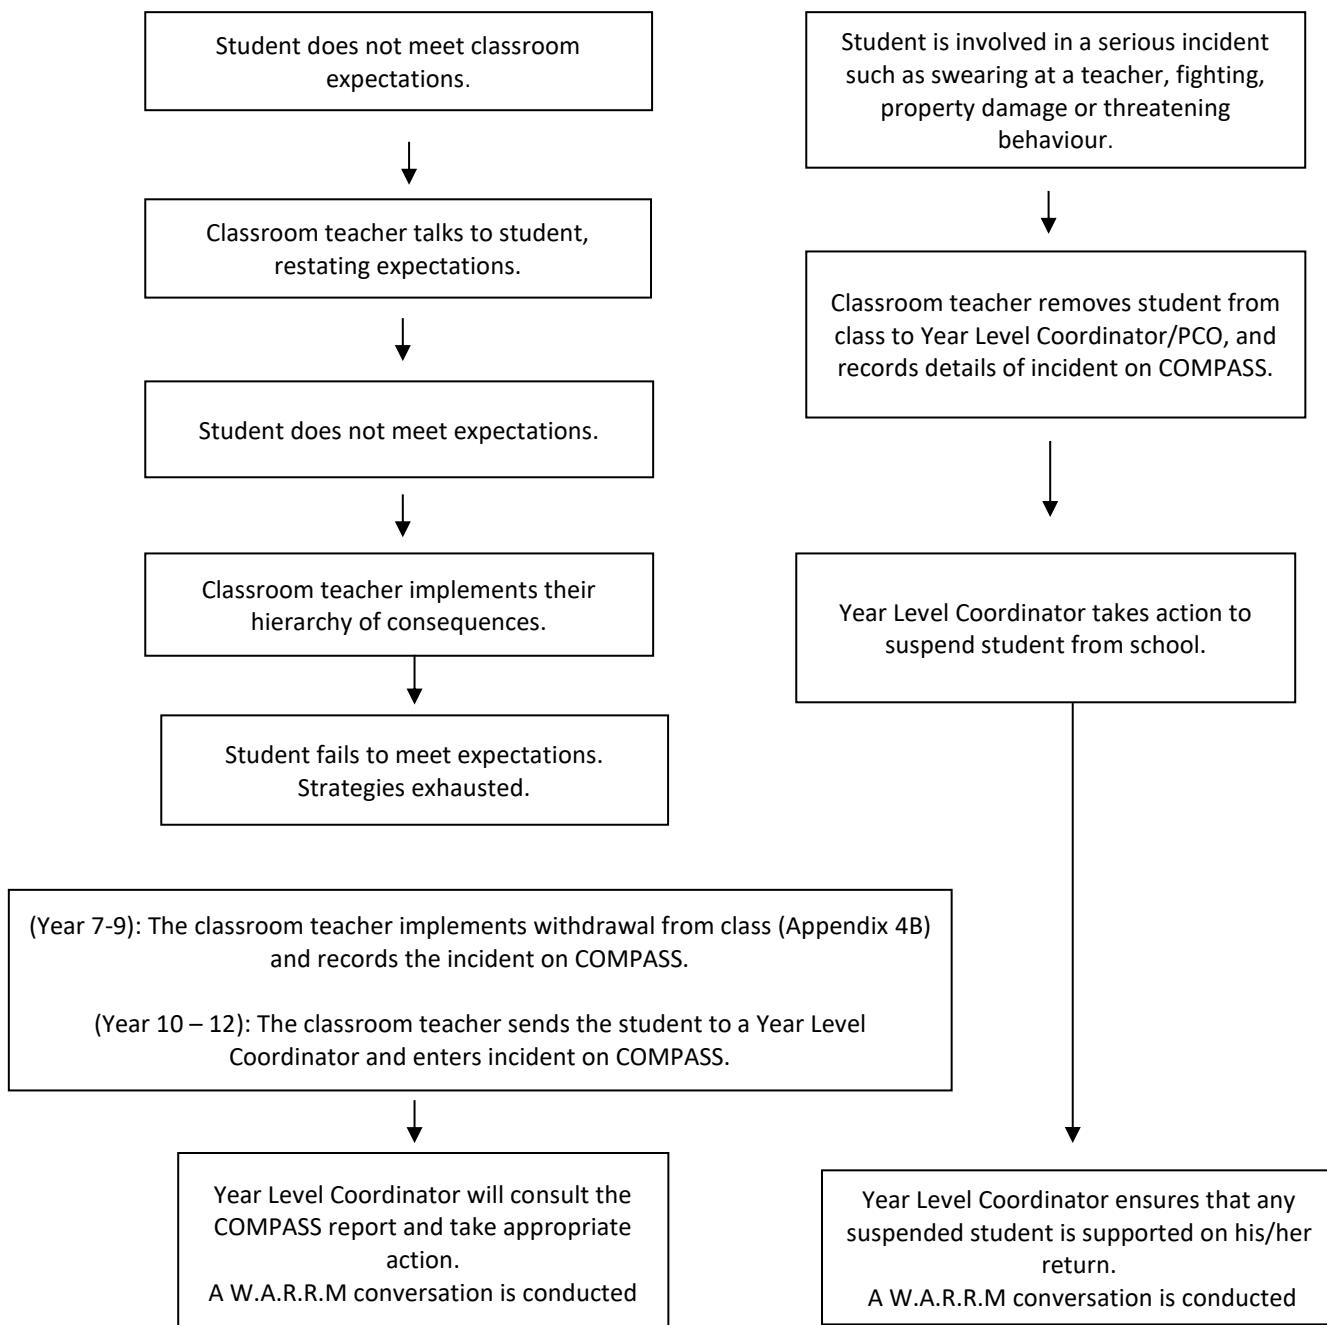 Student does not meet classroom
expectations.
Classroom teacher talks to student,
restating expectations.
Student does not meet expectations.
Classroom teacher implements their
hierarchy of consequences.
Student fails to meet expectations.
Strategies exhausted.
(Year 7-9): The classroom teacher implements withdrawal from class (Appendix 4B)
and records the incident on COMPASS.
(Year 10 – 12): The classroom teacher sends the student to a Year Level
Coordinator and enters incident on COMPASS.
Year Level Coordinator will consult the
COMPASS report and take appropriate
action.
A W.A.R.R.M conversation is conducted
Student is involved in a serious incident
such as swearing at a teacher, fighting,
property damage or threatening
behaviour.
Classroom teacher removes student from
class to Year Level Coordinator/PCO, and
records details of incident on COMPASS.
Year Level Coordinator takes action to
suspend student from school.
Year Level Coordinator ensures that any
suspended student is supported on his/her
return.
A W.A.R.R.M conversation is conducted